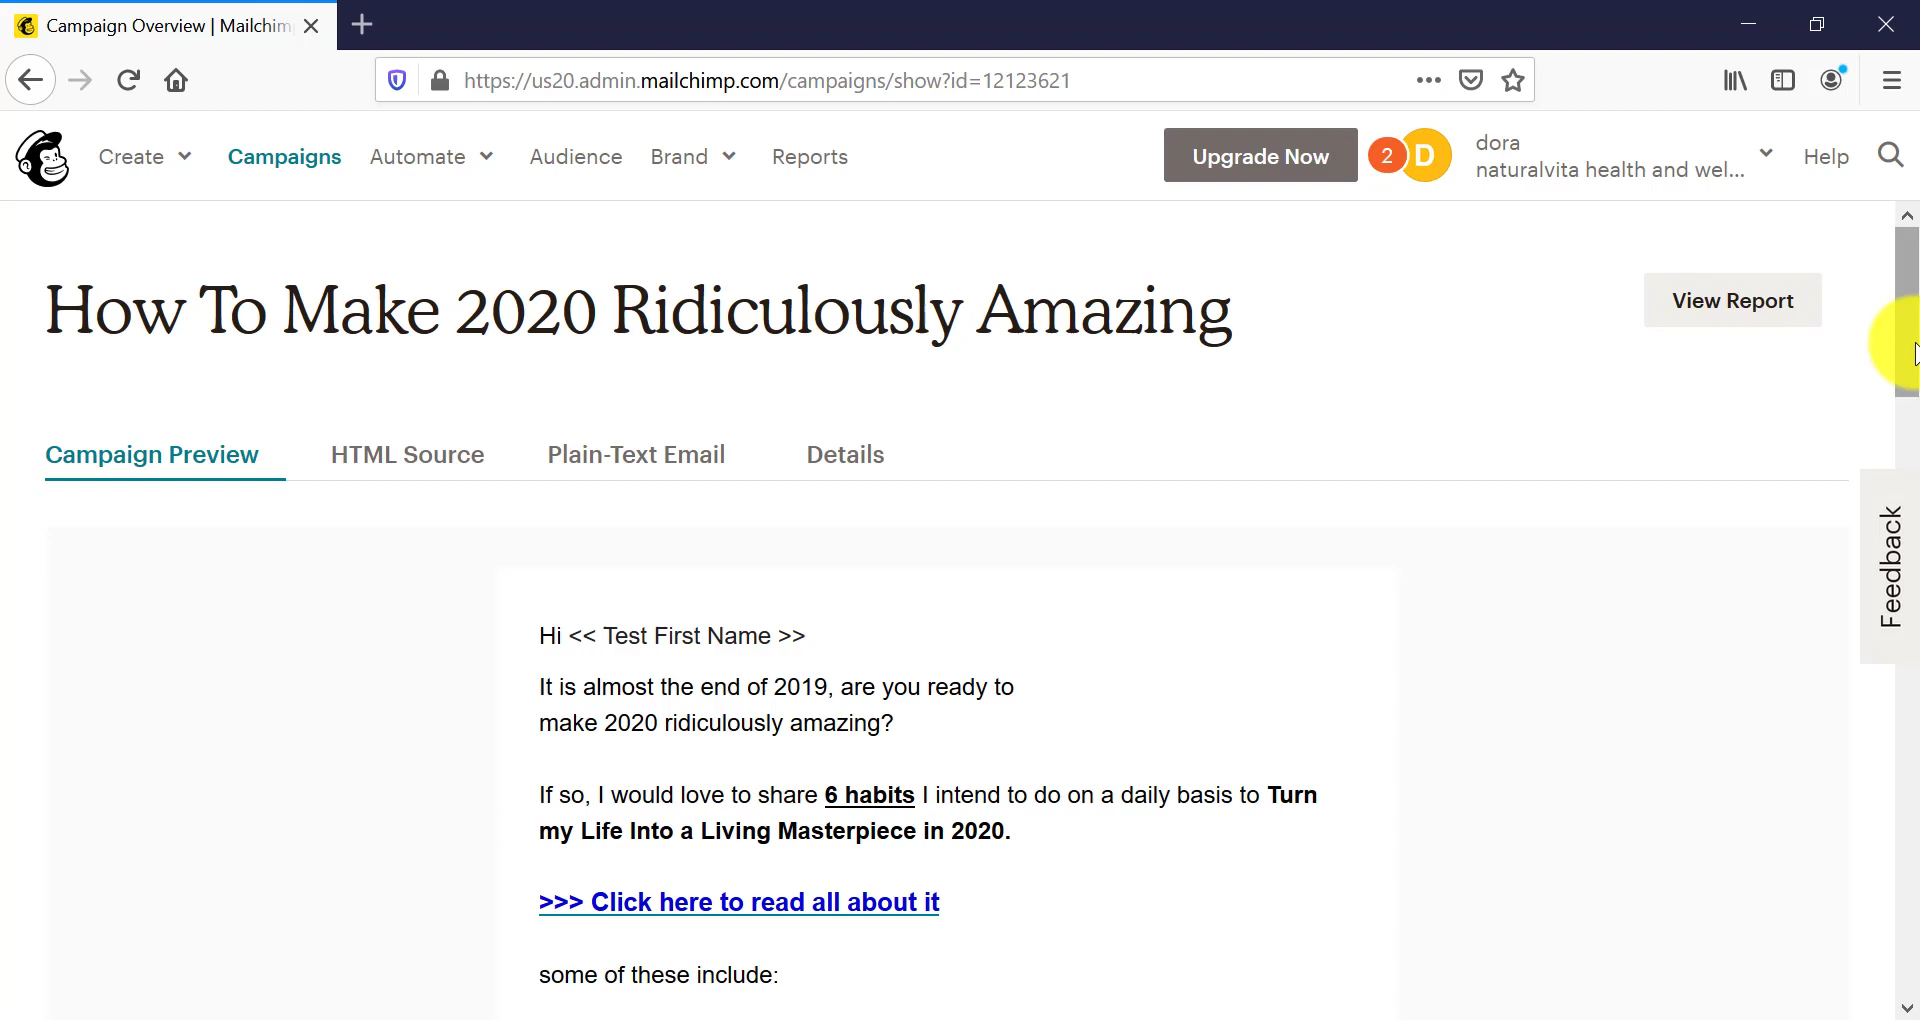 Campaign Overview | Mailchim
https://us20.admin.mailchimp.com/campaigns/show?id=12123621
Create Campaigns Automate Audience Brand Reports Upgrade Now 2 D dora Help
naturalvita health and wel...
How To Make 2020 Ridiculously Amazing View Report
Campaign Preview HTML Source Plain-Text Email Details
Feedback
Hi << Test First Name >>
It is almost the end of 2019, are you ready to
make 2020 ridiculously amazing?
If so, I would love to share 6 habits I intend to do on a daily basis to Turn
my Life Into a Living Masterpiece in 2020.
>>> Click here to read all about it
some of these include: